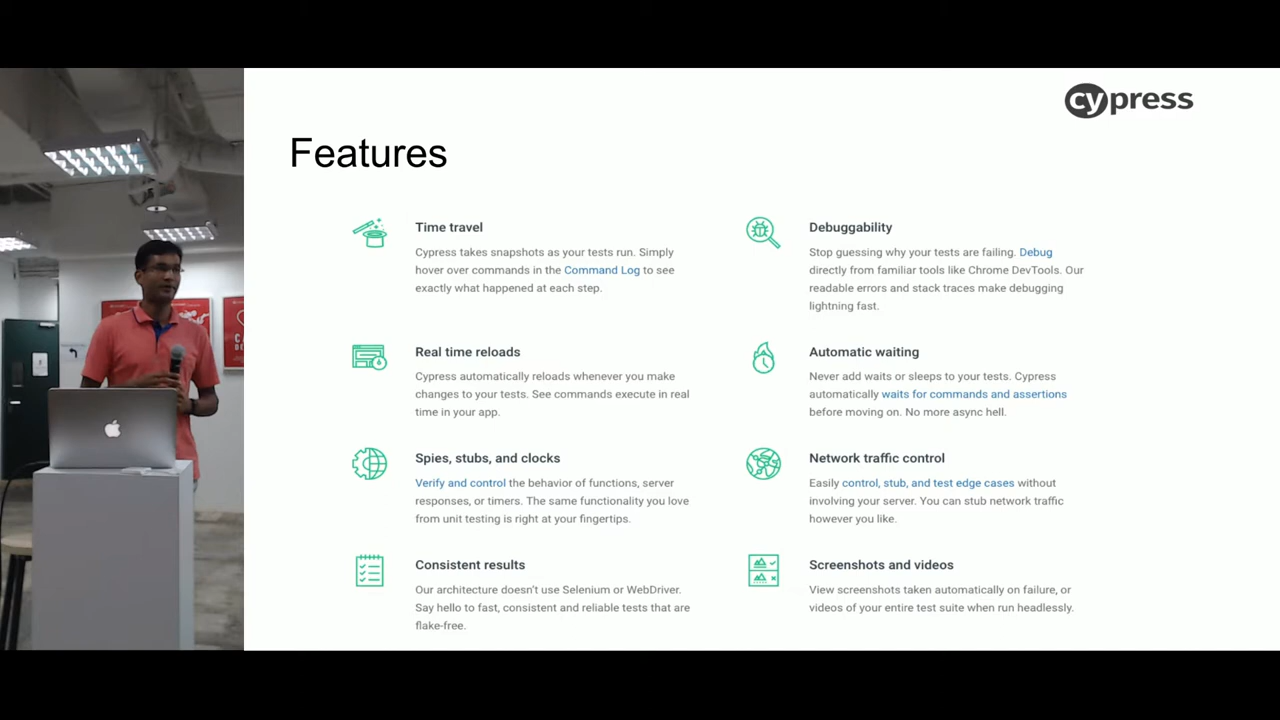 cypress
Features
Time travel
Cypress takes snapshots as your tests run. Simply
hover over commands in the Command Log to see
exactly what happened at each step.
Debuggability
Stop guessing why your tests are failing. Debug
directly from familiar tools like Chrome DevTools. Our
readable errors and stack traces make debugging
lightning fast.
Real time reloads
Cypress automatically reloads whenever you make
changes to your tests. See commands execute in real
time in your app.
Automatic waiting
Never add waits or sleeps to your tests. Cypress
automatically waits for commands and assertions
before moving on. No more async hell.
Spies, stubs, and clocks
Verify and control the behavior of functions, server
responses, or timers. The same functionality you love
from unit testing is right at your fingertips.
Network traffic control
Easily control, stub, and test edge cases without
involving your server. You can stub network traffic
however you like.
Consistent results
Our architecture doesn't use Selenium or WebDriver.
Say hello to fast, consistent and reliable tests that are
flake-free.
Screenshots and videos
View screenshots taken automatically on failure, or
videos of your entire test suite when run headlessly.